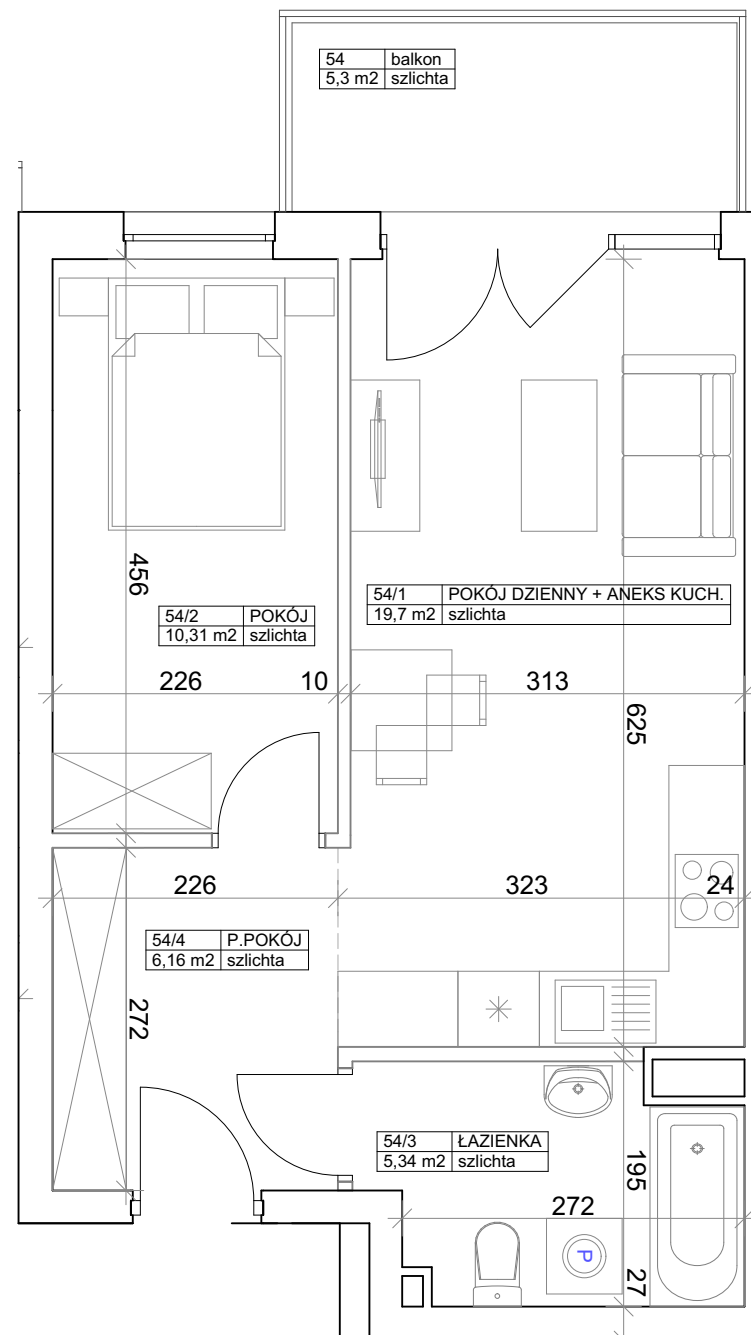 54 balkon
5,3 m2 szlichta
456
54/2 POKÓJ
10,31 m2 szlichta
54/1 POKÓJ DZIENNY + ANEKS KUCH.
19,7 m2 szlichta
226 10 313
625
226 323 24
54/4 P.POKÓJ
6,16 m2 szlichta
272
54/3 ŁAZIENKA
5,34 m2 szlichta
195
272
P
27